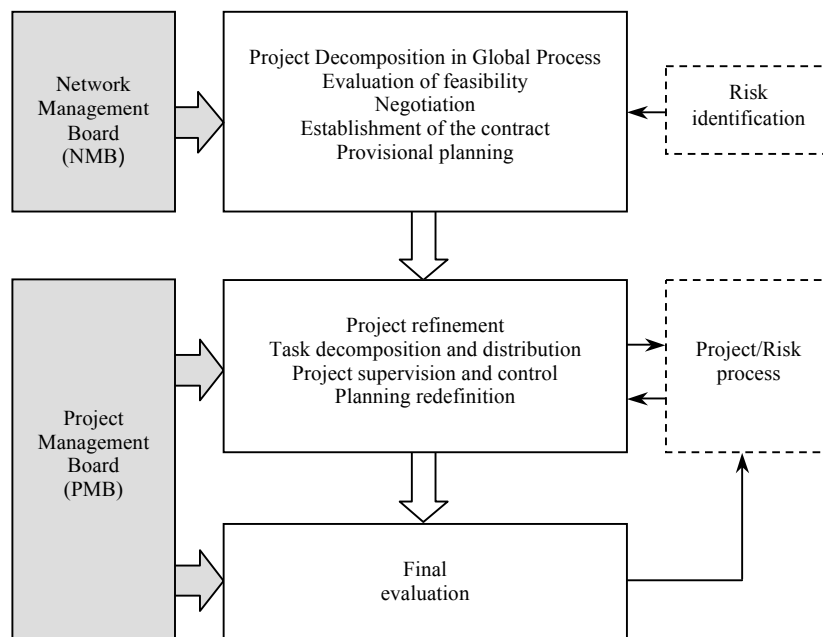 Network
Management
Board
(NMB)
Project Decomposition in Global Process
Evaluation of feasibility
Negotiation
Establishment of the contract
Provisional planning
Risk
identification
Project
Management
Board
(PMB)
Project refinement
Task decomposition and distribution
Project supervision and control
Planning redefinition
Project/Risk
process
Final
evaluation